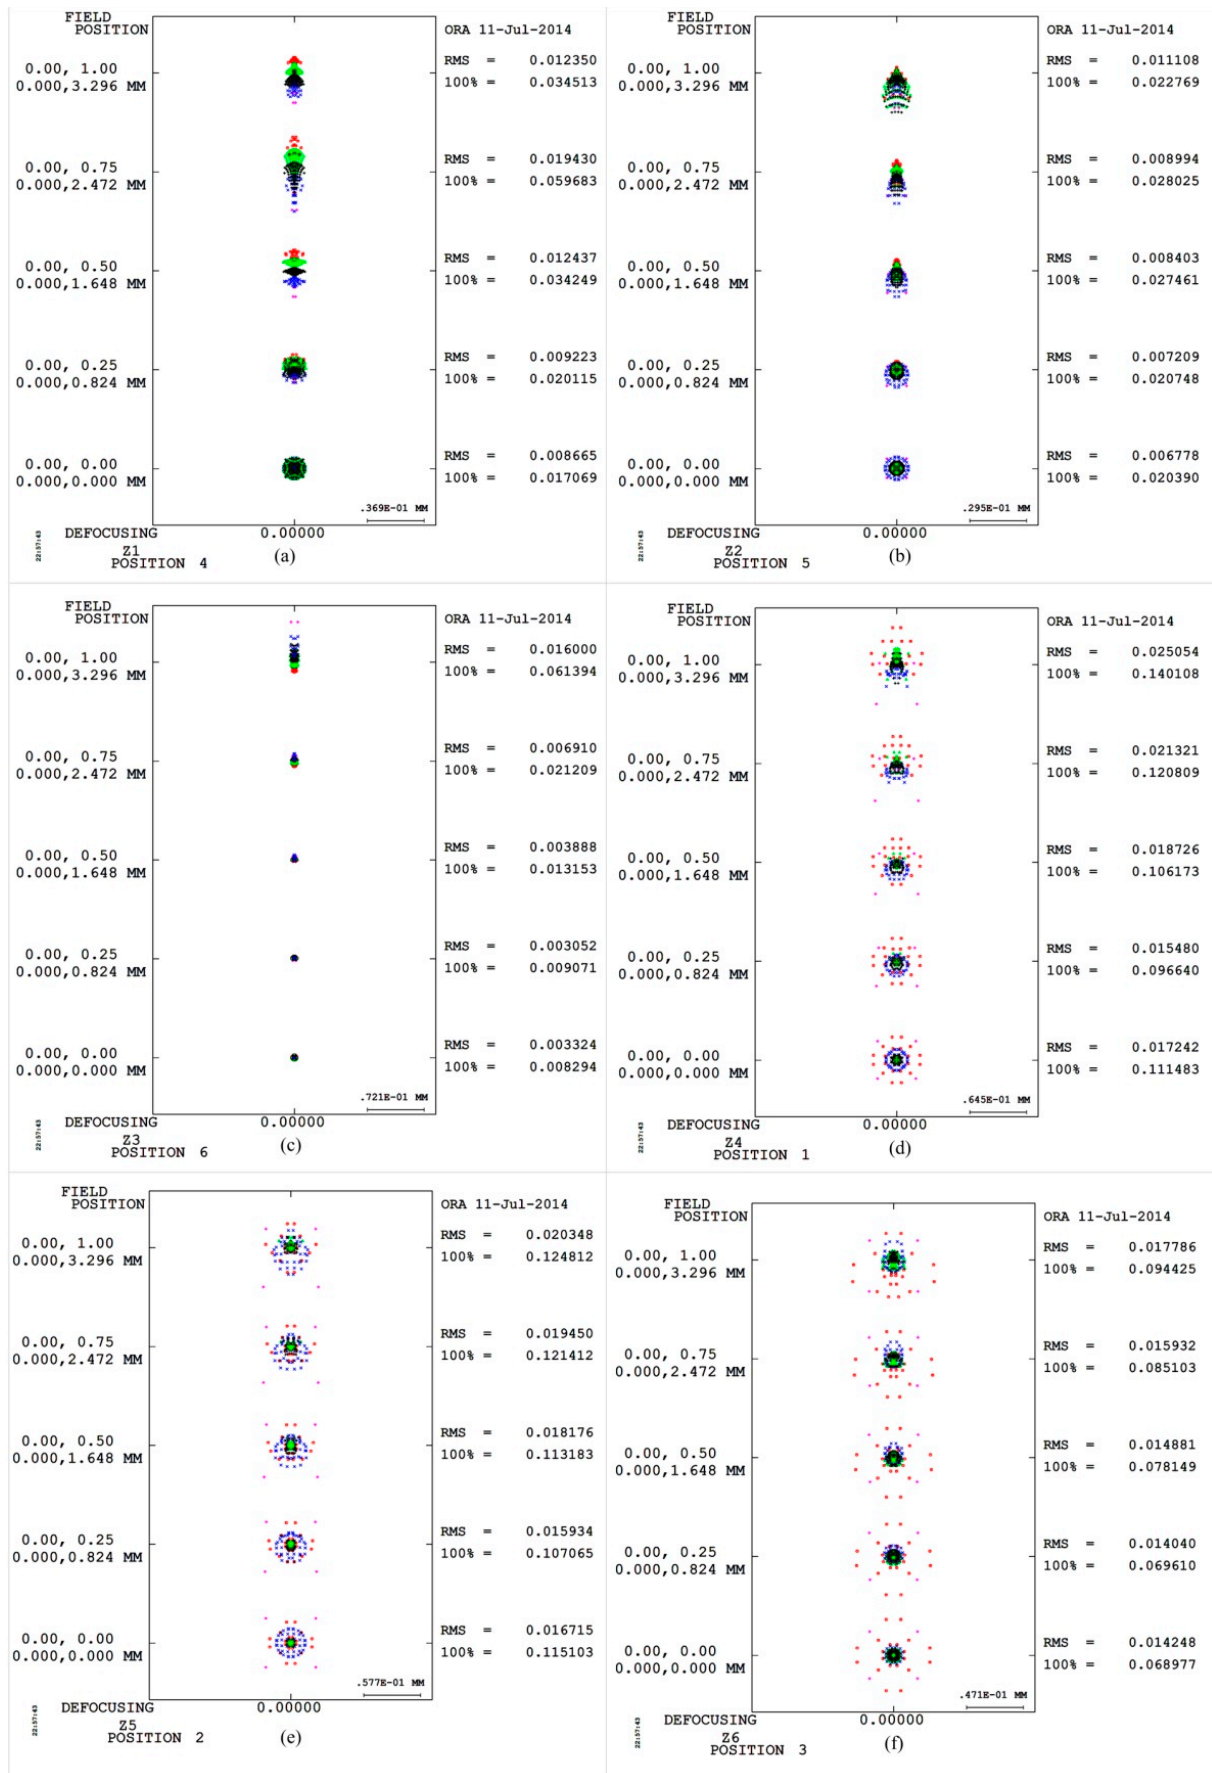 FIELD
POSITION
ORA 11-Jul-2014
0.00, 1.00
0.000,3.296 MM
RMS = 0.012350
100% = 0.034513
0.00, 0.75
0.000,2.472 MM
RMS = 0.019430
100% = 0.059683
0.00, 0.50
0.000,1.648 MM
RMS = 0.012437
100% = 0.034249
0.00, 0.25
0.000,0.824 MM
RMS = 0.009223
100% = 0.020115
0.00, 0.00
0.000,0.000 MM
RMS = 0.008665
100% = 0.017069
.369E-01 MM
DEFOCUSING 0.00000
22:57:43
Z1
POSITION 4
(a)
FIELD
POSITION
ORA 11-Jul-2014
0.00, 1.00
0.000,3.296 MM
RMS = 0.011108
100% = 0.022769
0.00, 0.75
0.000,2.472 MM
RMS = 0.008994
100% = 0.028025
0.00, 0.50
0.000,1.648 MM
RMS = 0.008403
100% = 0.027461
0.00, 0.25
0.000,0.824 MM
RMS = 0.007209
100% = 0.020748
0.00, 0.00
0.000,0.000 MM
RMS = 0.006778
100% = 0.020390
.295E-01 MM
DEFOCUSING 0.00000
22:57:43
Z2
POSITION 5
(b)
FIELD
POSITION
ORA 11-Jul-2014
0.00, 1.00
0.000,3.296 MM
RMS = 0.016000
100% = 0.061394
0.00, 0.75
0.000,2.472 MM
RMS = 0.006910
100% = 0.021209
0.00, 0.50
0.000,1.648 MM
RMS = 0.003888
100% = 0.013153
0.00, 0.25
0.000,0.824 MM
RMS = 0.003052
100% = 0.009071
0.00, 0.00
0.000,0.000 MM
RMS = 0.003324
100% = 0.008294
.721E-01 MM
DEFOCUSING 0.00000
22:57:43
Z3
POSITION 6
(c)
FIELD
POSITION
ORA 11-Jul-2014
0.00, 1.00
0.000,3.296 MM
RMS = 0.025054
100% = 0.140108
0.00, 0.75
0.000,2.472 MM
RMS = 0.021321
100% = 0.120809
0.00, 0.50
0.000,1.648 MM
RMS = 0.018726
100% = 0.106173
0.00, 0.25
0.000,0.824 MM
RMS = 0.015480
100% = 0.096640
0.00, 0.00
0.000,0.000 MM
RMS = 0.017242
100% = 0.111483
.645E-01 MM
DEFOCUSING 0.00000
22:57:43
Z4
POSITION 1
(d)
FIELD
POSITION
ORA 11-Jul-2014
0.00, 1.00
0.000,3.296 MM
RMS = 0.020348
100% = 0.124812
0.00, 0.75
0.000,2.472 MM
RMS = 0.019450
100% = 0.121412
0.00, 0.50
0.000,1.648 MM
RMS = 0.018176
100% = 0.113183
0.00, 0.25
0.000,0.824 MM
RMS = 0.015934
100% = 0.107065
0.00, 0.00
0.000,0.000 MM
RMS = 0.016715
100% = 0.115103
.577E-01 MM
DEFOCUSING 0.00000
22:57:43
Z5
POSITION 2
(e)
FIELD
POSITION
ORA 11-Jul-2014
0.00, 1.00
0.000,3.296 MM
RMS = 0.017786
100% = 0.094425
0.00, 0.75
0.000,2.472 MM
RMS = 0.015932
100% = 0.085103
0.00, 0.50
0.000,1.648 MM
RMS = 0.014881
100% = 0.078149
0.00, 0.25
0.000,0.824 MM
RMS = 0.014040
100% = 0.069610
0.00, 0.00
0.000,0.000 MM
RMS = 0.014248
100% = 0.068977
.471E-01 MM
DEFOCUSING 0.00000
22:57:43
Z6
POSITION 3
(f)